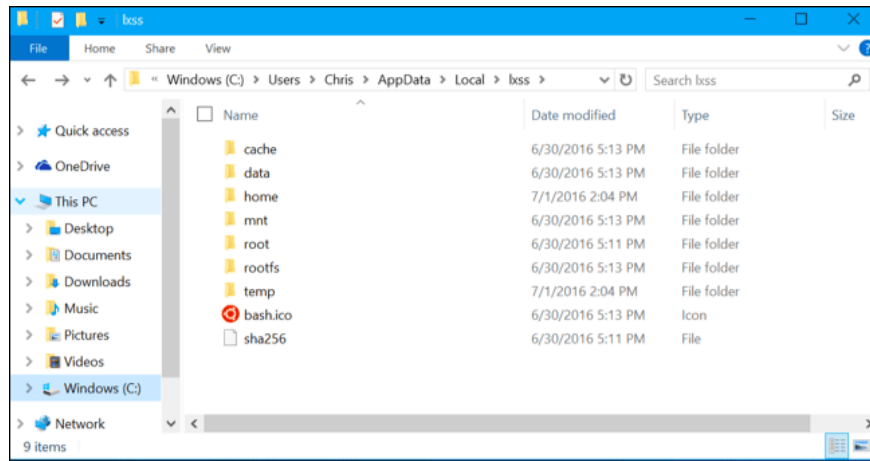 lxss
File Home Share View
« Windows (C:) > Users > Chris > AppData > Local > lxss > Search lxss
Name Date modified Type Size
Quick access
OneDrive
This PC
Desktop
Documents
Downloads
Music
Pictures
Videos
Windows (C:)
Network
cache 6/30/2016 5:13 PM File folder
data 6/30/2016 5:13 PM File folder
home 7/1/2016 2:04 PM File folder
mnt 6/30/2016 5:13 PM File folder
root 6/30/2016 5:11 PM File folder
rootfs 6/30/2016 5:13 PM File folder
temp 7/1/2016 2:04 PM File folder
bash.ico 6/30/2016 5:13 PM Icon
sha256 6/30/2016 5:11 PM File
9 items